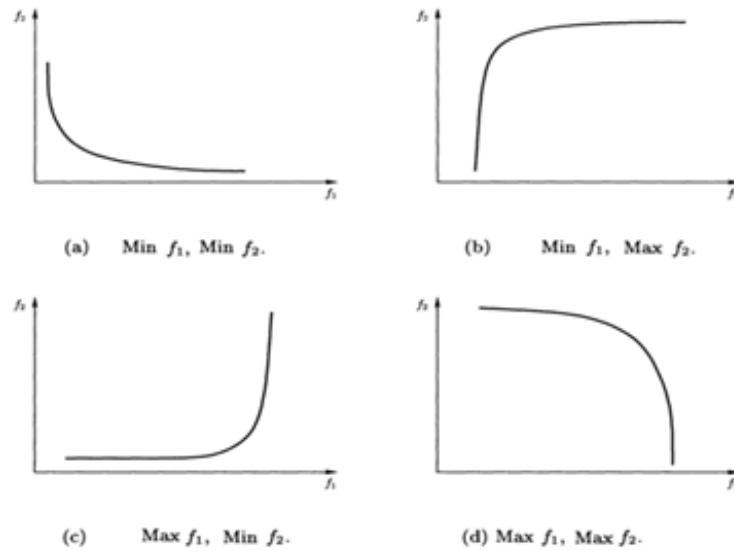 f₂ f₂
f₁ f
(a) Min f₁, Min f₂. (b) Min f₁, Max f₂.
f₂ f₂
f₁ f
(c) Max f₁, Min f₂. (d) Max f₁, Max f₂.